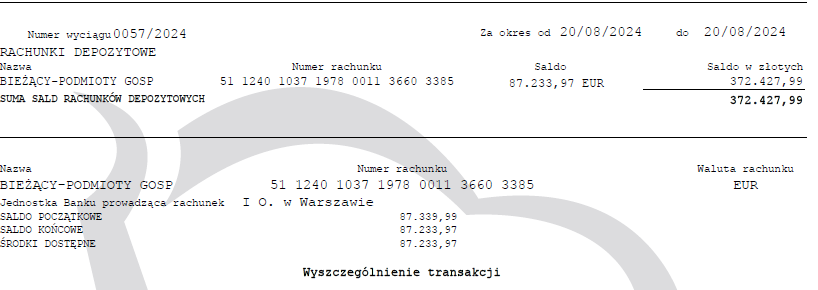 Numer wyciągu 0057/2024 Za okres od 20/08/2024 do 20/08/2024
RACHUNKI DEPOZYTOWE
Nazwa Numer rachunku Saldo Saldo w złotych
BIEŻĄCY-PODMIOTY GOSP 51 1240 1037 1978 0011 3660 3385 87.233,97 EUR 372.427,99
SUMA SALD RACHUNKÓW DEPOZYTOWYCH 372.427,99
Nazwa Numer rachunku Waluta rachunku
BIEŻĄCY-PODMIOTY GOSP 51 1240 1037 1978 0011 3660 3385 EUR
Jednostka Banku prowadząca rachunek I O. w Warszawie
SALDO POCZĄTKOWE 87.339,99
SALDO KOŃCOWE 87.233,97
ŚRODKI DOSTĘPNE 87.233,97
Wyszczególnienie transakcji